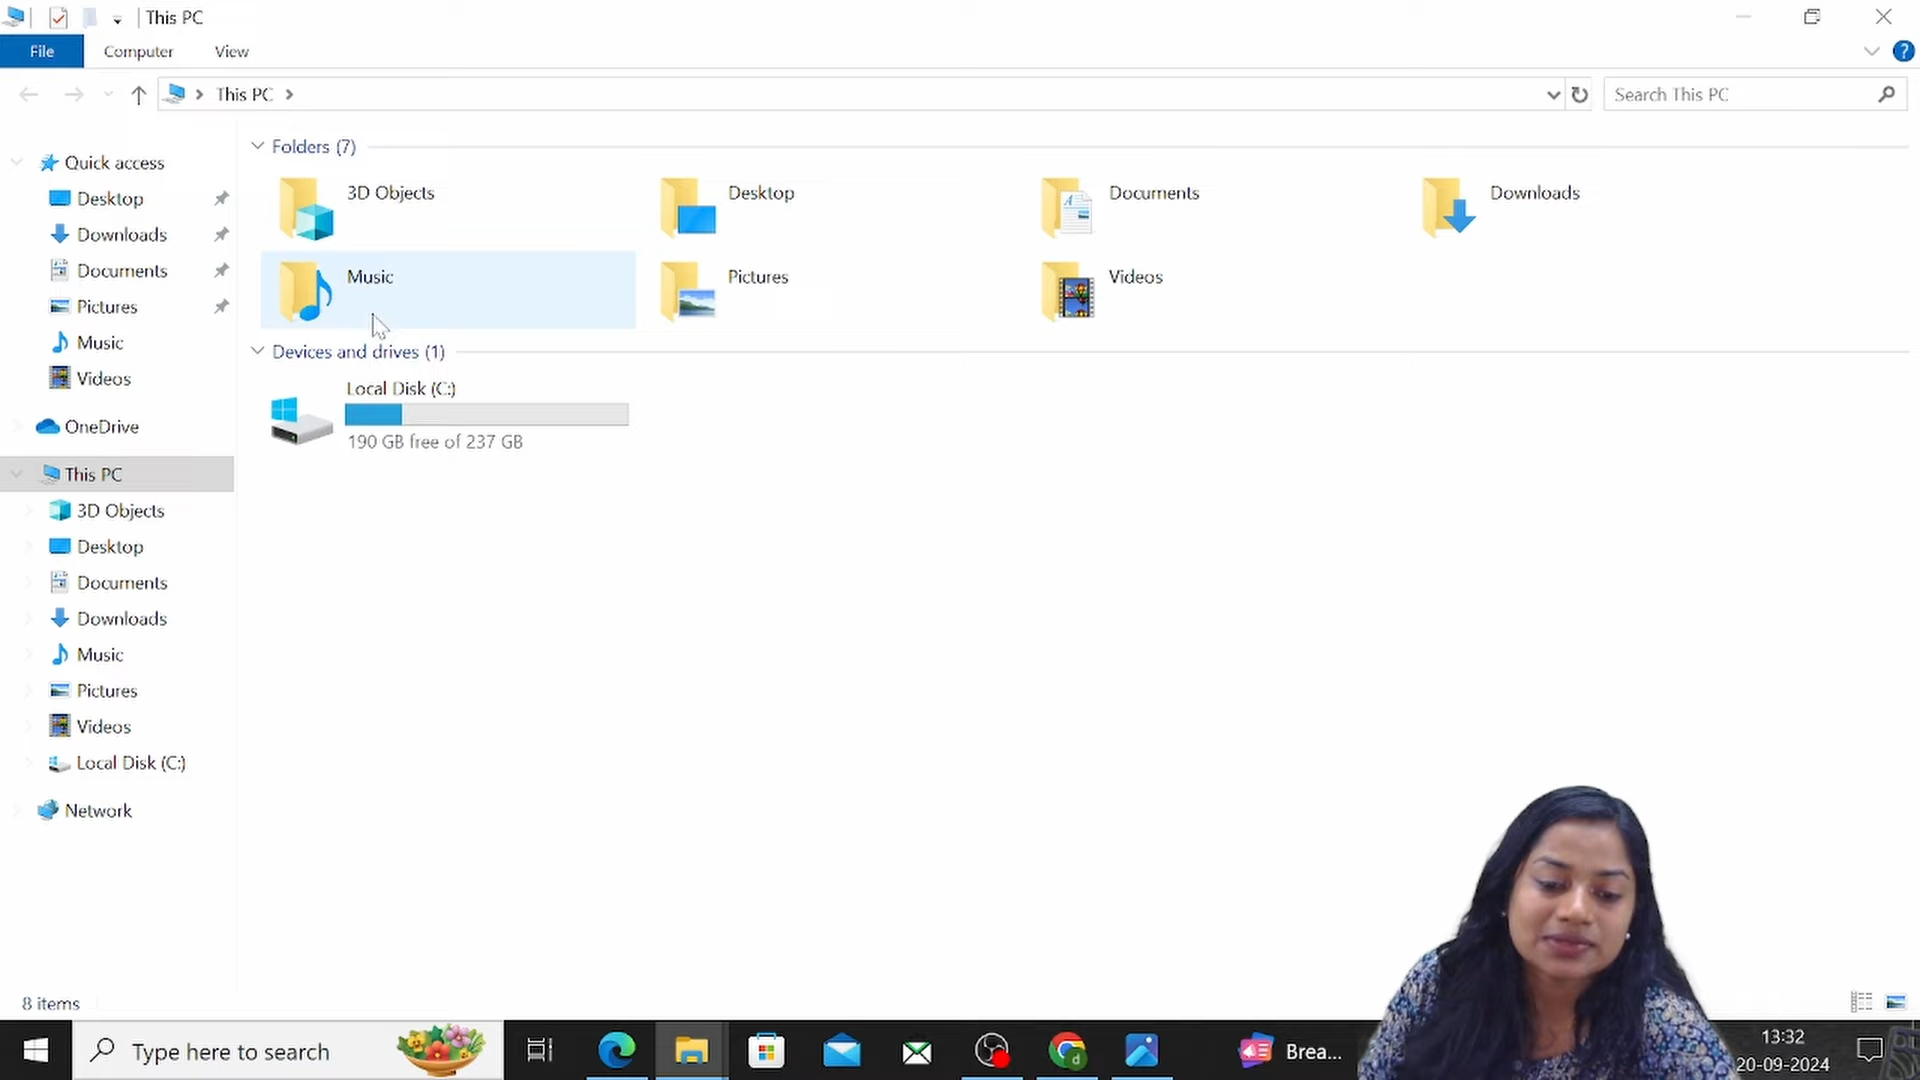 This PC
File Computer View
This PC
Search This PC
Quick access
Desktop
Downloads
Documents
Pictures
Music
Videos
OneDrive
This PC
3D Objects
Desktop
Documents
Downloads
Music
Pictures
Videos
Local Disk (C:)
Network
Folders (7)
3D Objects
Desktop
Documents
Downloads
Music
Pictures
Videos
Devices and drives (1)
Local Disk (C:)
190 GB free of 237 GB
8 items
Type here to search
Brea...
13:32
20-09-2024